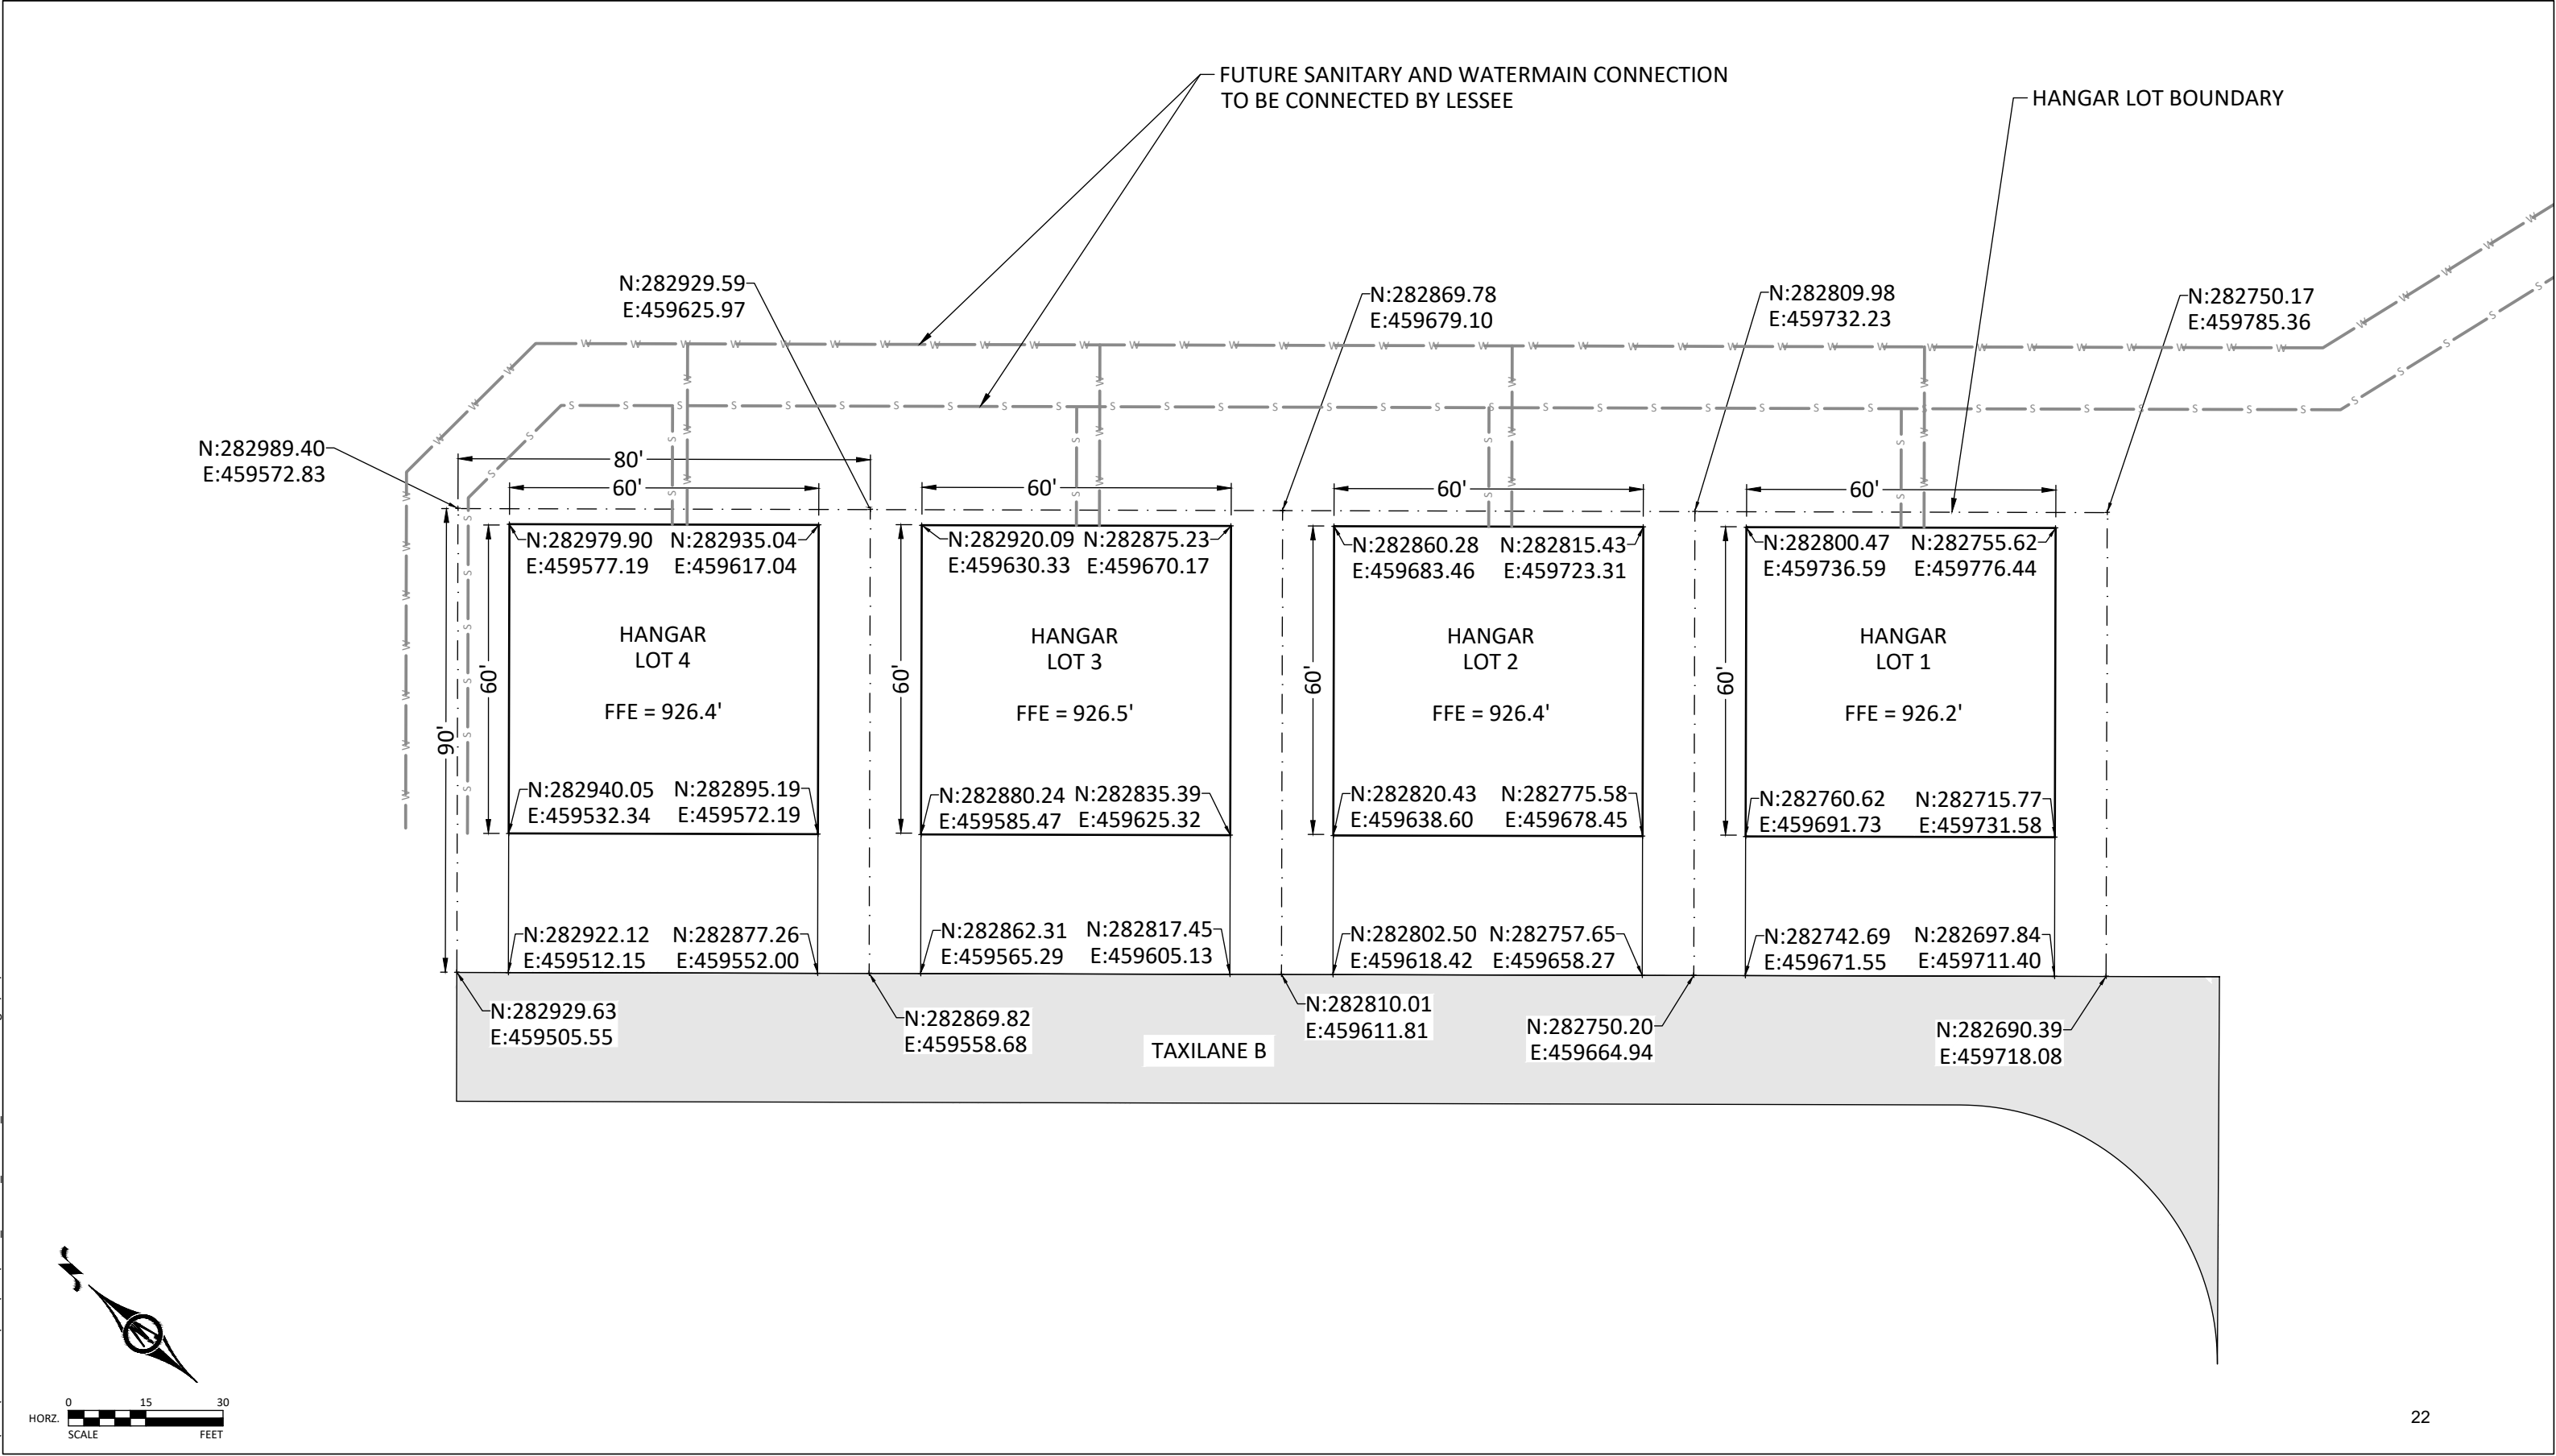 FUTURE SANITARY AND WATERMAIN CONNECTION
TO BE CONNECTED BY LESSEE
HANGAR LOT BOUNDARY
N:282929.59
E:459625.97
N:282869.78
E:459679.10
N:282809.98
E:459732.23
N:282750.17
E:459785.36
N:282989.40
E:459572.83
80'
60'
60'
60'
60'
N:282979.90
E:459577.19
N:282935.04
E:459617.04
N:282920.09
E:459630.33
N:282875.23
E:459670.17
N:282860.28
E:459683.46
N:282815.43
E:459723.31
N:282800.47
E:459736.59
N:282755.62
E:459776.44
90'
60'
HANGAR
LOT 4
FFE = 926.4'
60'
HANGAR
LOT 3
FFE = 926.5'
60'
HANGAR
LOT 2
FFE = 926.4'
60'
HANGAR
LOT 1
FFE = 926.2'
N:282940.05
E:459532.34
N:282895.19
E:459572.19
N:282880.24
E:459585.47
N:282835.39
E:459625.32
N:282820.43
E:459638.60
N:282775.58
E:459678.45
N:282760.62
E:459691.73
N:282715.77
E:459731.58
N:282922.12
E:459512.15
N:282877.26
E:459552.00
N:282862.31
E:459565.29
N:282817.45
E:459605.13
N:282802.50
E:459618.42
N:282757.65
E:459658.27
N:282742.69
E:459671.55
N:282697.84
E:459711.40
N:282929.63
E:459505.55
N:282869.82
E:459558.68
N:282810.01
E:459611.81
N:282750.20
E:459664.94
N:282690.39
E:459718.08
TAXILANE B
N
0 15 30
HORZ.
SCALE FEET
22